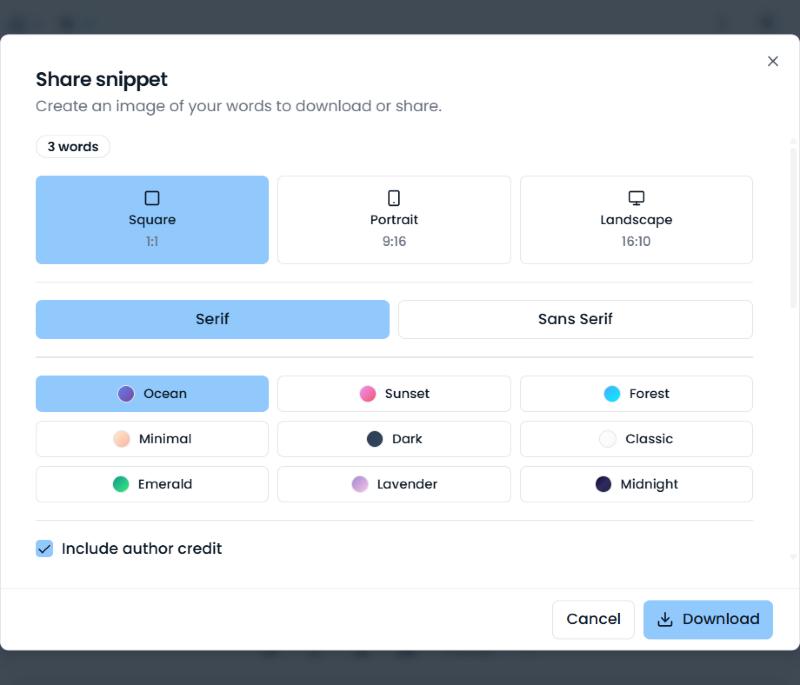 Share snippet
Create an image of your words to download or share.
3 words
Square
1:1
Portrait
9:16
Landscape
16:10
Serif
Sans Serif
Ocean
Sunset
Forest
Minimal
Dark
Classic
Emerald
Lavender
Midnight
Include author credit
Cancel
Download